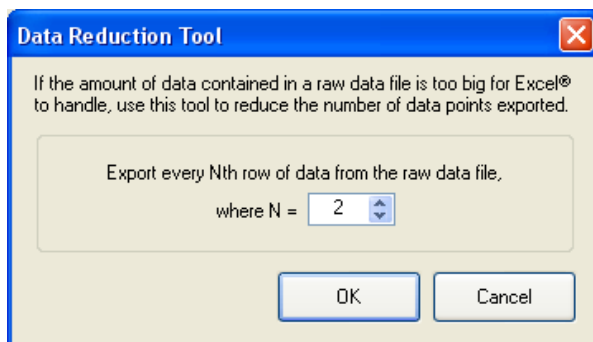 Data Reduction Tool
If the amount of data contained in a raw data file is too big for Excel®
to handle, use this tool to reduce the number of data points exported.
Export every Nth row of data from the raw data file,
where N = 2
OK Cancel